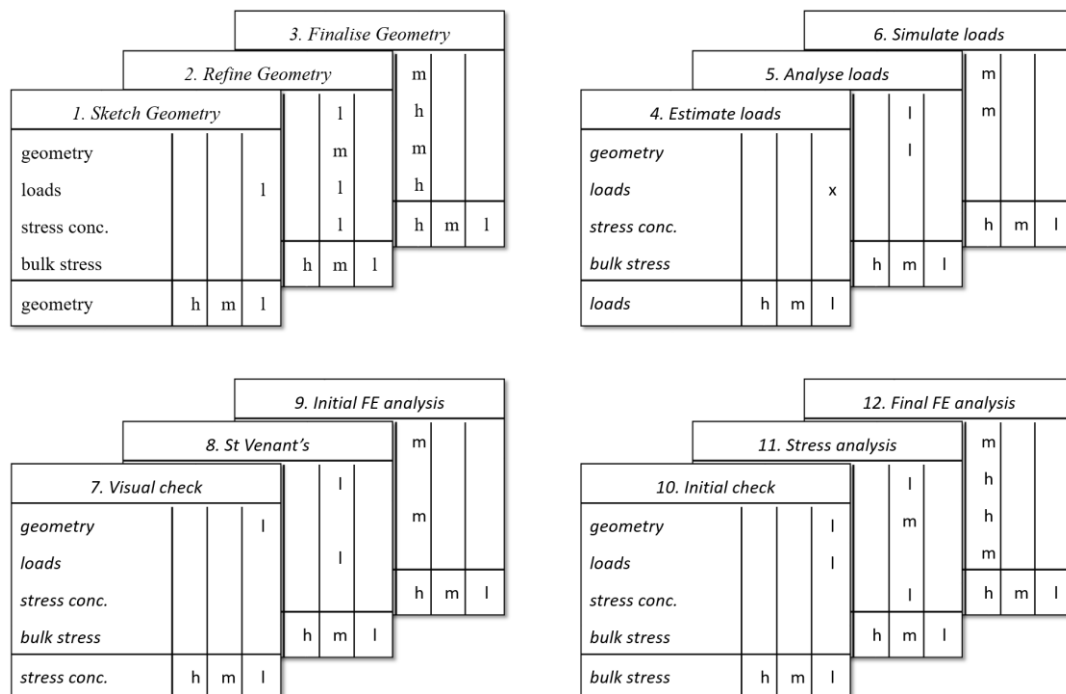 3. Finalise Geometry
m
h
m
h
h m l
2. Refine Geometry
l
m
l
l
h m l
1. Sketch Geometry
geometry
loads l
stress conc.
bulk stress
geometry h m l
6. Simulate loads
m
m
h m l
5. Analyse loads
l
l
h m l
4. Estimate loads
geometry
loads x
stress conc.
bulk stress
loads h m l
9. Initial FE analysis
m
m
h m l
8. St Venant's
l
l
h m l
7. Visual check
geometry l
loads
stress conc.
bulk stress
stress conc. h m l
12. Final FE analysis
m
h
h
m
h m l
11. Stress analysis
l
m
l
h m l
10. Initial check
geometry l
loads l
stress conc.
bulk stress
bulk stress h m l